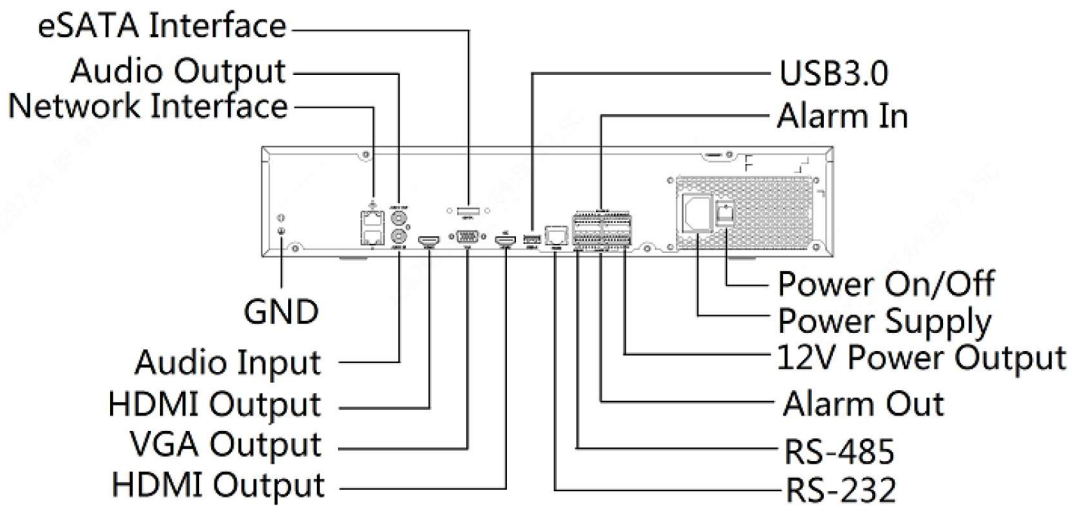 eSATA Interface
Audio Output
Network Interface
USB3.0
Alarm In
GND
Audio Input
HDMI Output
VGA Output
HDMI Output
Power On/Off
Power Supply
12V Power Output
Alarm Out
RS-485
RS-232